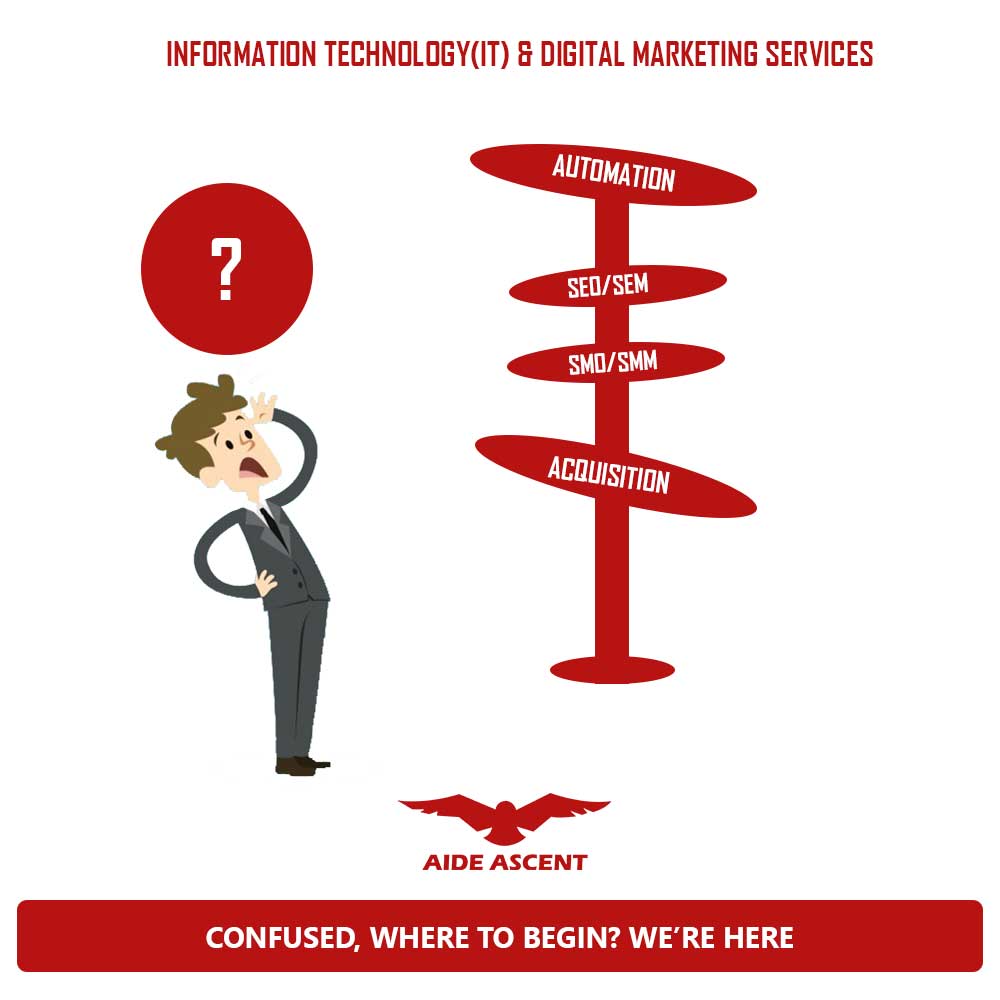 INFORMATION TECHNOLOGY(IT) & DIGITAL MARKETING SERVICES
?
AUTOMATION
SEO/SEM
SMO/SMM
ACQUISITION
AIDE ASCENT
CONFUSED, WHERE TO BEGIN? WE’RE HERE